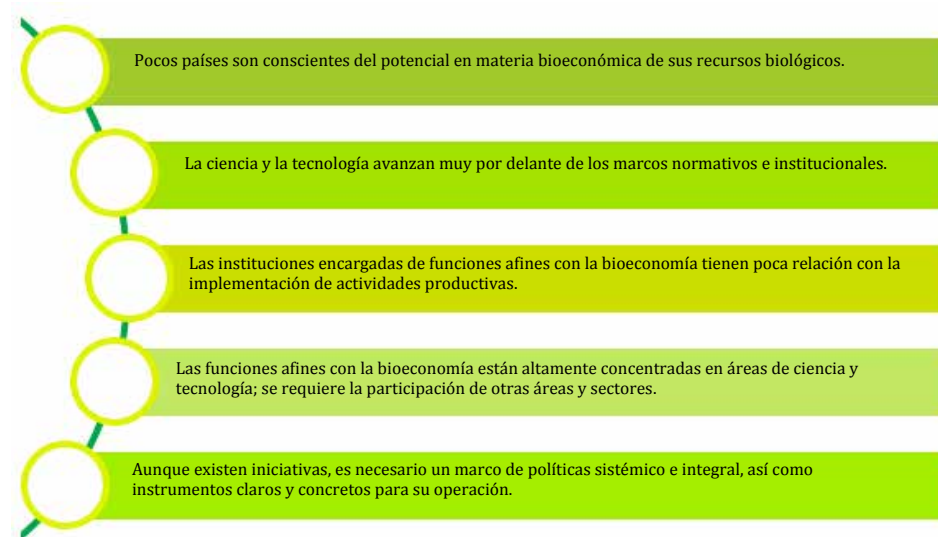 Pocos países son conscientes del potencial en materia bioeconómica de sus recursos biológicos.
La ciencia y la tecnología avanzan muy por delante de los marcos normativos e institucionales.
Las instituciones encargadas de funciones afines con la bioeconomía tienen poca relación con la
implementación de actividades productivas.
Las funciones afines con la bioeconomía están altamente concentradas en áreas de ciencia y
tecnología; se requiere la participación de otras áreas y sectores.
Aunque existen iniciativas, es necesario un marco de políticas sistémico e integral, así como
instrumentos claros y concretos para su operación.